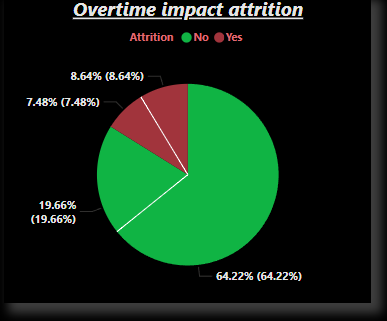 Overtime impact attrition
Attrition No Yes
8.64% (8.64%)
7.48% (7.48%)
19.66%
(19.66%)
64.22% (64.22%)